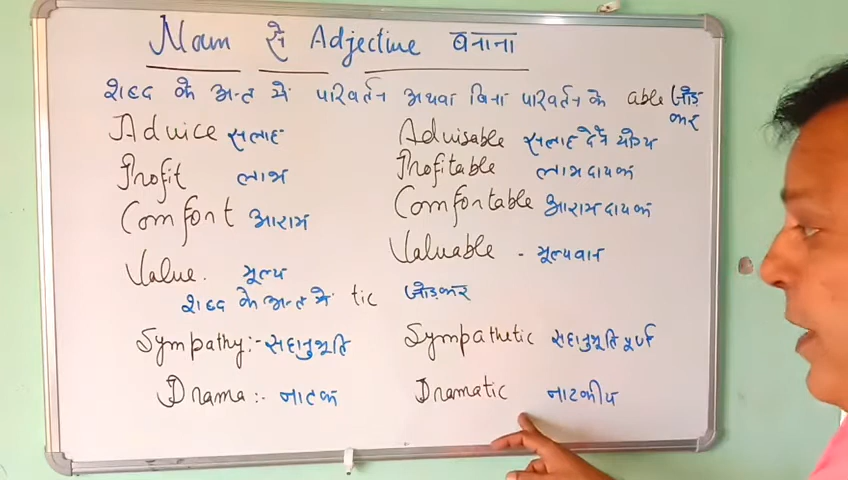 Noun से Adjective बनाना
शब्द के अन्त में परिवर्तन अथवा बिना परिवर्तन के able जोड़
कर
Advice सलाह Advisable सलाह देने योग्य
Profit लाभ Profitable लाभ दायक
Comfort आराम Comfortable आराम दायक
Value. मूल्य Valuable - मूल्यवान
शब्द के अन्त में tic जोड़कर
Sympathy:- सहानुभूति Sympathetic सहानुभूति पूर्ण
Drama:- नाटक Dramatic नाटकीय